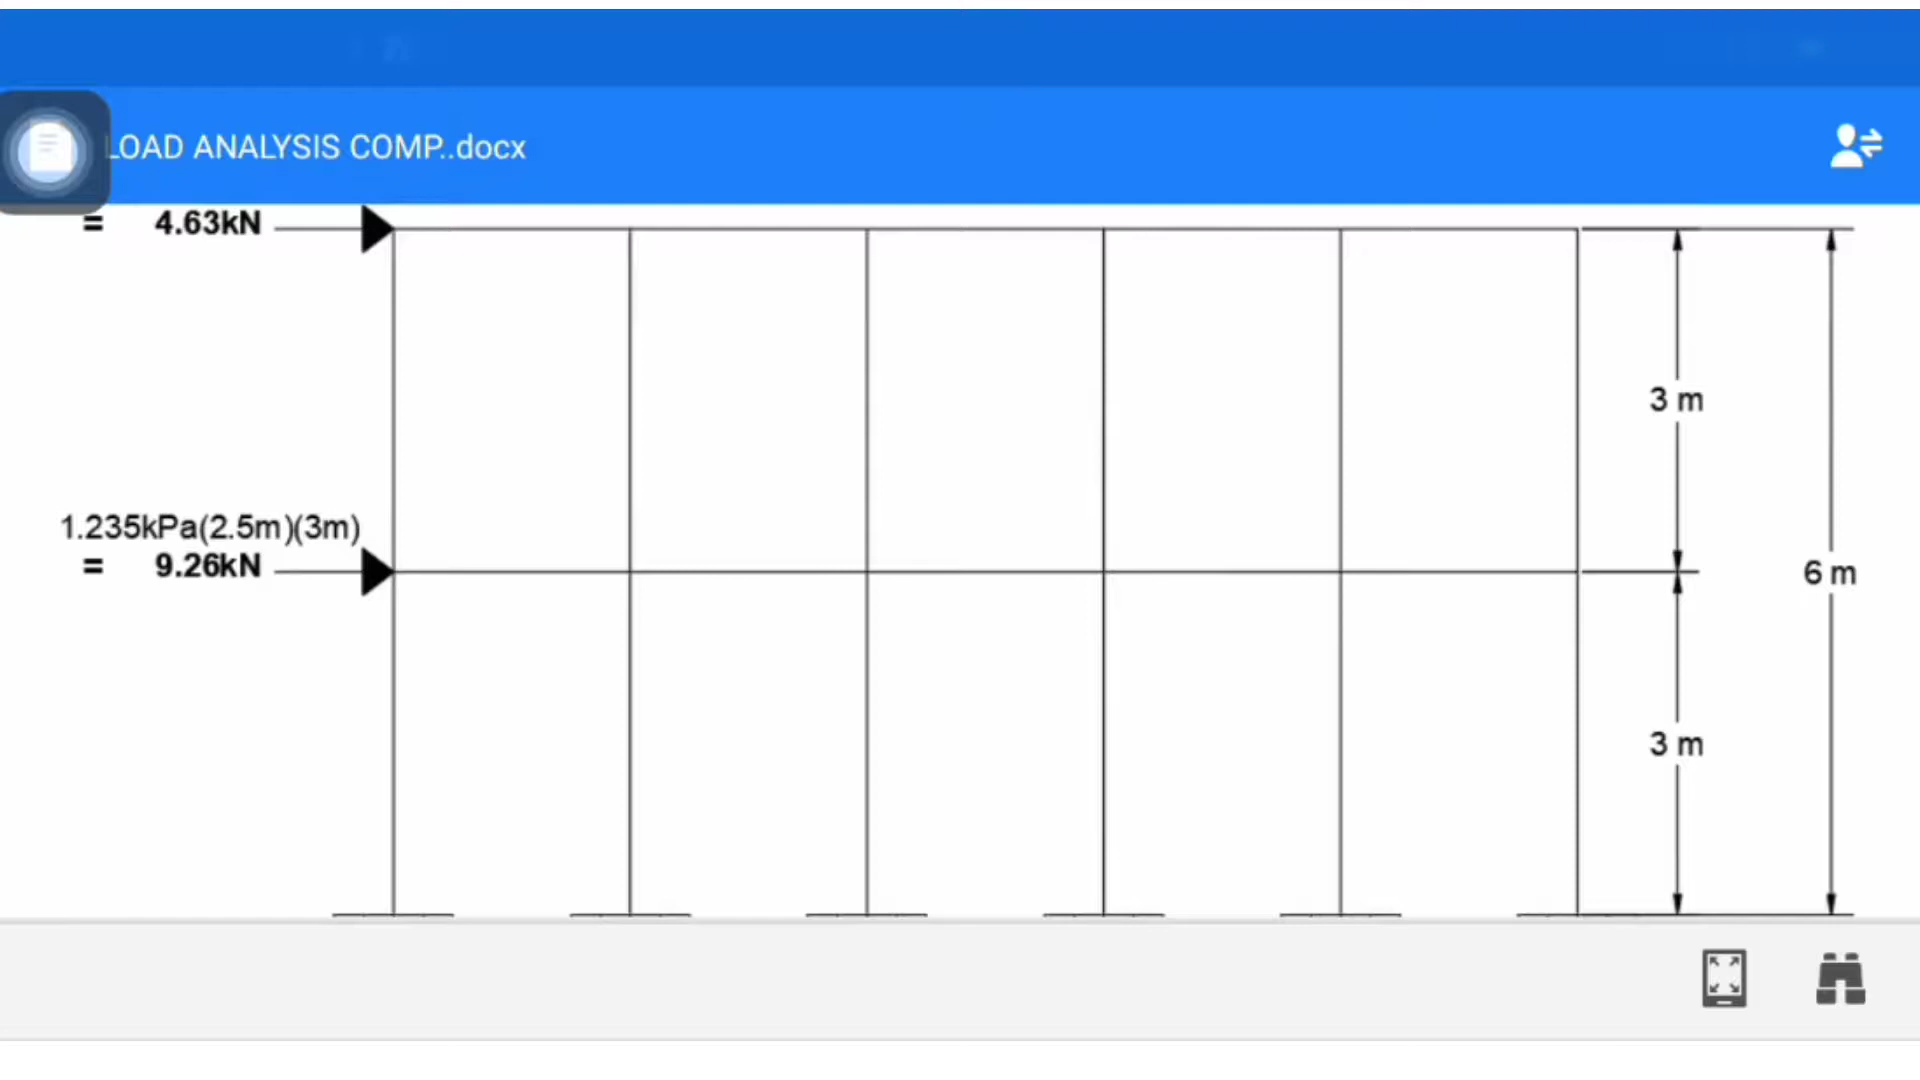 LOAD ANALYSIS COMP..docx
= 4.63kN
3 m
1.235kPa(2.5m)(3m)
= 9.26kN
6 m
3 m